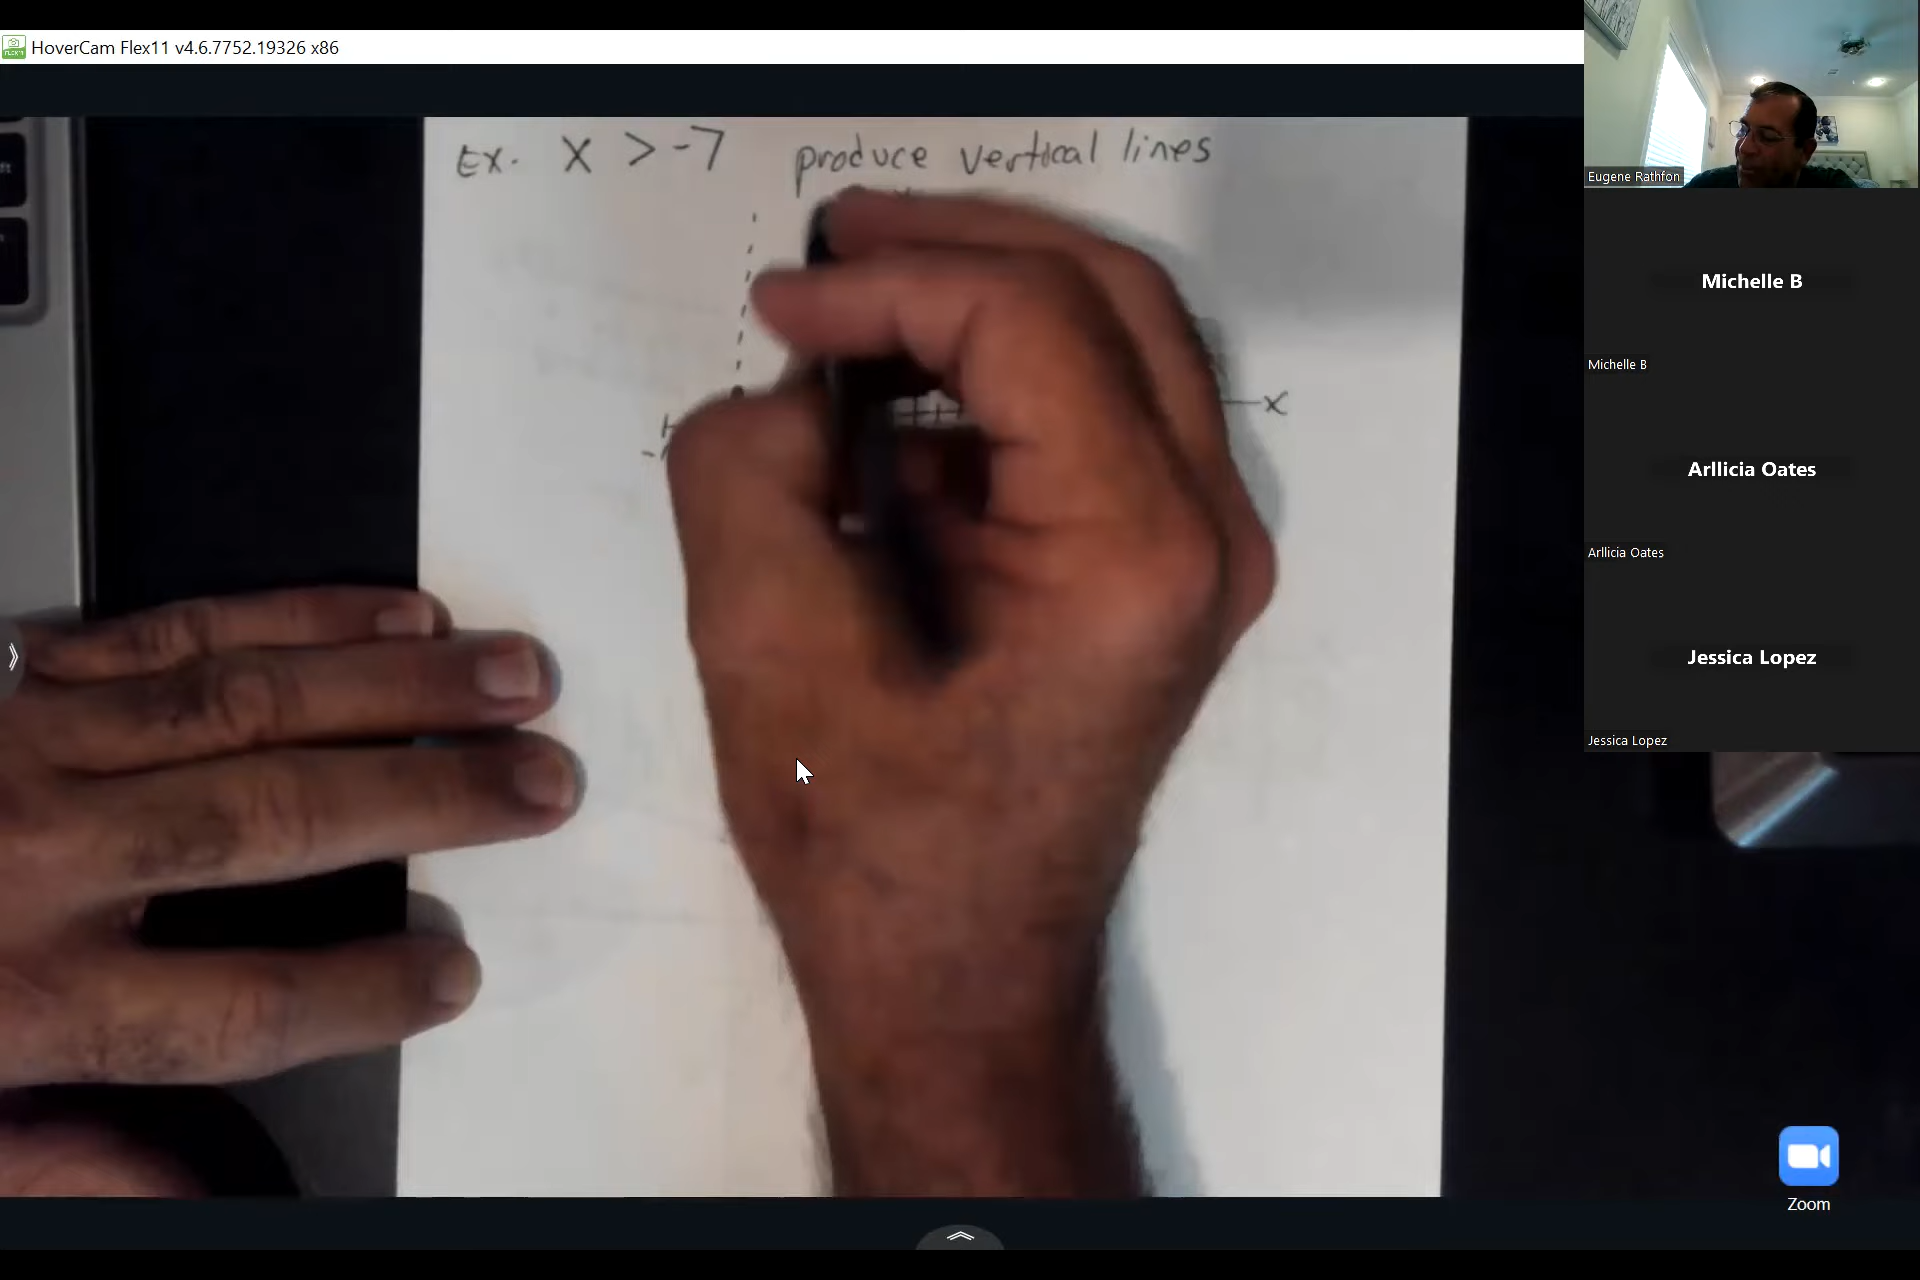 HoverCam Flex11 v4.6.7752.19326 x86
Ex. X > -7 produce vertical lines
X
Eugene Rathfon
Michelle B
Michelle B
Arllicia Oates
Arllicia Oates
Jessica Lopez
Jessica Lopez
Zoom